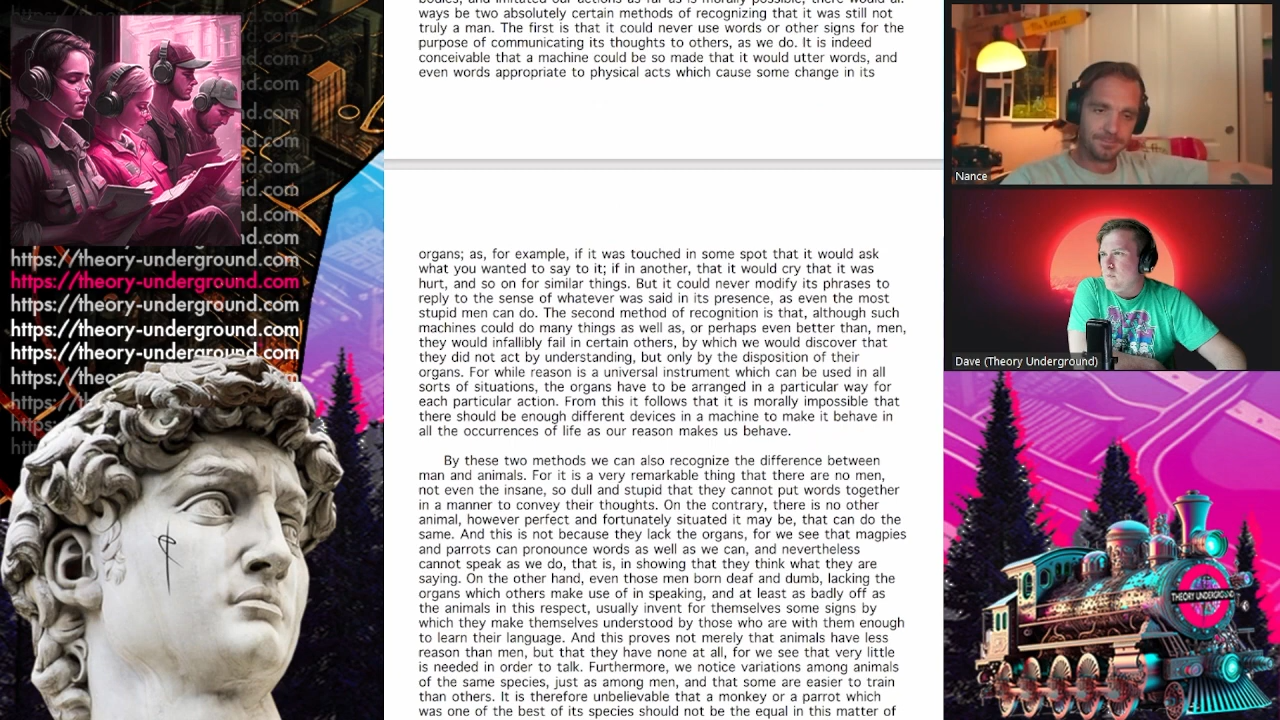 https://theory-underground.com
https://theory-underground.com
https://theory-underground.com
https://theory-underground.com
https://theory-underground.com
nd.com
nd.com
nd.com
nd.com
nd.com
bodies, and imitated our actions as far as is morally possible, there would al-
ways be two absolutely certain methods of recognizing that it was still not
truly a man. The first is that it could never use words or other signs for the
purpose of communicating its thoughts to others, as we do. It is indeed
conceivable that a machine could be so made that it would utter words, and
even words appropriate to physical acts which cause some change in its
organs; as, for example, if it was touched in some spot that it would ask
what you wanted to say to it; if in another, that it would cry that it was
hurt, and so on for similar things. But it could never modify its phrases to
reply to the sense of whatever was said in its presence, as even the most
stupid men can do. The second method of recognition is that, although such
machines could do many things as well as, or perhaps even better than, men,
they would infallibly fail in certain others, by which we would discover that
they did not act by understanding, but only by the disposition of their
organs. For while reason is a universal instrument which can be used in all
sorts of situations, the organs have to be arranged in a particular way for
each particular action. From this it follows that it is morally impossible that
there should be enough different devices in a machine to make it behave in
all the occurrences of life as our reason makes us behave.
By these two methods we can also recognize the difference between
man and animals. For it is a very remarkable thing that there are no men,
not even the insane, so dull and stupid that they cannot put words together
in a manner to convey their thoughts. On the contrary, there is no other
animal, however perfect and fortunately situated it may be, that can do the
same. And this is not because they lack the organs, for we see that magpies
and parrots can pronounce words as well as we can, and nevertheless
cannot speak as we do, that is, in showing that they think what they are
saying. On the other hand, even those men born deaf and dumb, lacking the
organs which others make use of in speaking, and at least as badly off as
the animals in this respect, usually invent for themselves some signs by
which they make themselves understood by those who are with them enough
to learn their language. And this proves not merely that animals have less
reason than men, but that they have none at all, for we see that very little
is needed in order to talk. Furthermore, we notice variations among animals
of the same species, just as among men, and that some are easier to train
than others. It is therefore unbelievable that a monkey or a parrot which
was one of the best of its species should not be the equal in this matter of
Nance
Dave (Theory Underground)
THEORY UNDERGROUND